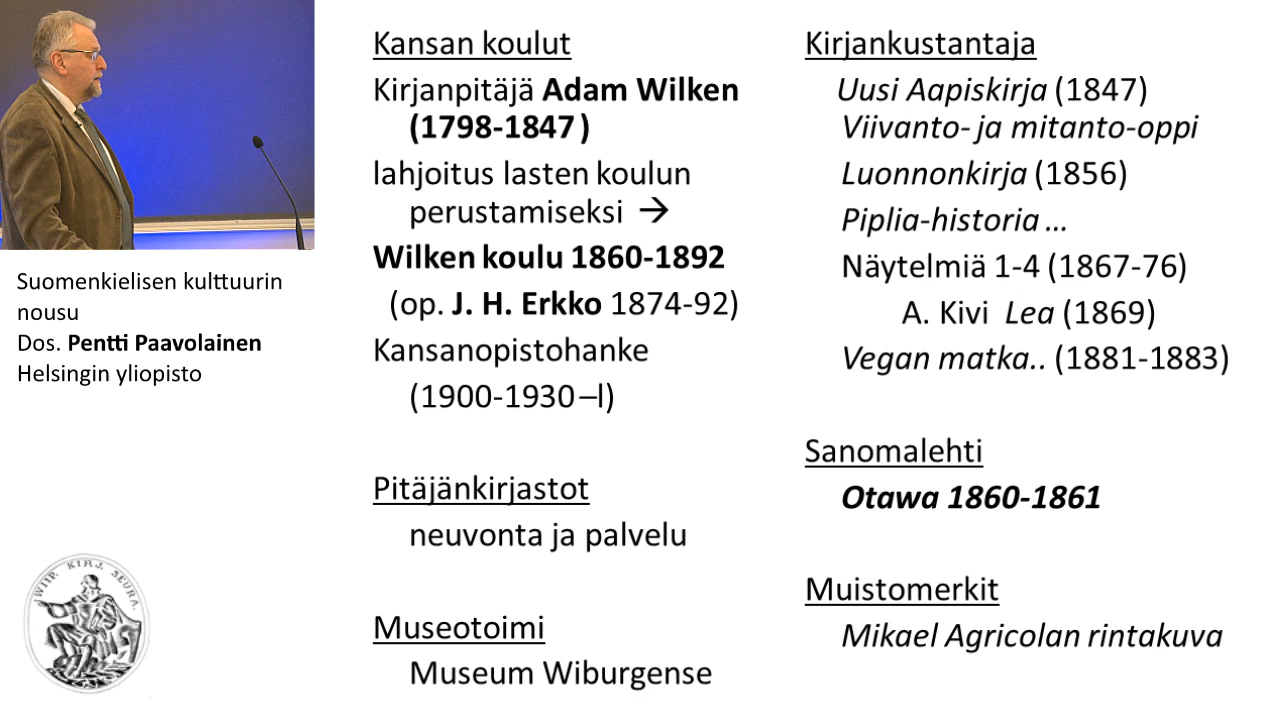 Suomenkielisen kulttuurin
nousu
Dos. Pentti Paavolainen
Helsingin yliopisto
WIIP. KIRJ. SEURA.
Kansan koulut
Kirjanpitäjä Adam Wilken
(1798-1847)
lahjoitus lasten koulun
perustamiseksi →
Wilken koulu 1860-1892
(op. J. H. Erkko 1874-92)
Kansanopistohanke
(1900-1930 –l)
Pitäjänkirjastot
neuvonta ja palvelu
Museotoimi
Museum Wiburgense
Kirjankustantaja
Uusi Aapiskirja (1847)
Viivanto- ja mitanto-oppi
Luonnonkirja (1856)
Piplia-historia ...
Näytelmiä 1-4 (1867-76)
A. Kivi Lea (1869)
Vegan matka.. (1881-1883)
Sanomalehti
Otawa 1860-1861
Muistomerkit
Mikael Agricolan rintakuva